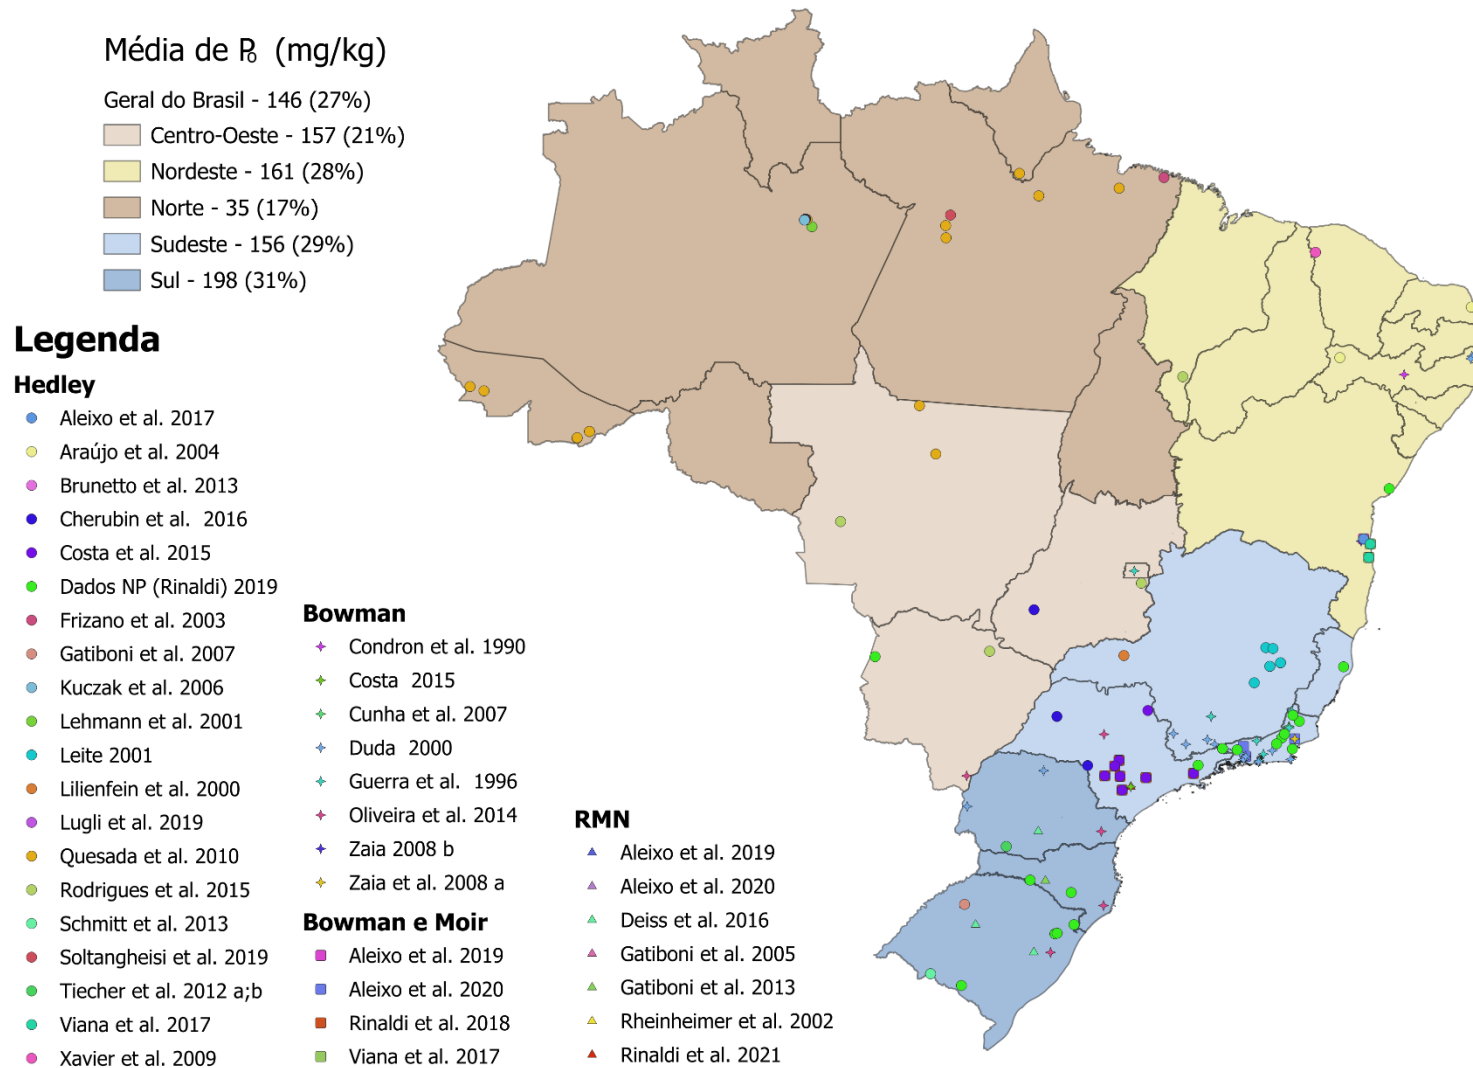 Média de Po (mg/kg)
Geral do Brasil - 146 (27%)
Centro-Oeste - 157 (21%)
Nordeste - 161 (28%)
Norte - 35 (17%)
Sudeste - 156 (29%)
Sul - 198 (31%)
Legenda
Hedley
Aleixo et al. 2017
Araújo et al. 2004
Brunetto et al. 2013
Cherubin et al. 2016
Costa et al. 2015
Dados NP (Rinaldi) 2019
Frizano et al. 2003
Gatiboni et al. 2007
Kuczak et al. 2006
Lehmann et al. 2001
Leite 2001
Lilienfein et al. 2000
Lugli et al. 2019
Quesada et al. 2010
Rodrigues et al. 2015
Schmitt et al. 2013
Soltangheisi et al. 2019
Tiecher et al. 2012 a;b
Viana et al. 2017
Xavier et al. 2009
Bowman
Condron et al. 1990
Costa 2015
Cunha et al. 2007
Duda 2000
Guerra et al. 1996
Oliveira et al. 2014
Zaia 2008 b
Zaia et al. 2008 a
Bowman e Moir
Aleixo et al. 2019
Aleixo et al. 2020
Rinaldi et al. 2018
Viana et al. 2017
RMN
Aleixo et al. 2019
Aleixo et al. 2020
Deiss et al. 2016
Gatiboni et al. 2005
Gatiboni et al. 2013
Rheinheimer et al. 2002
Rinaldi et al. 2021